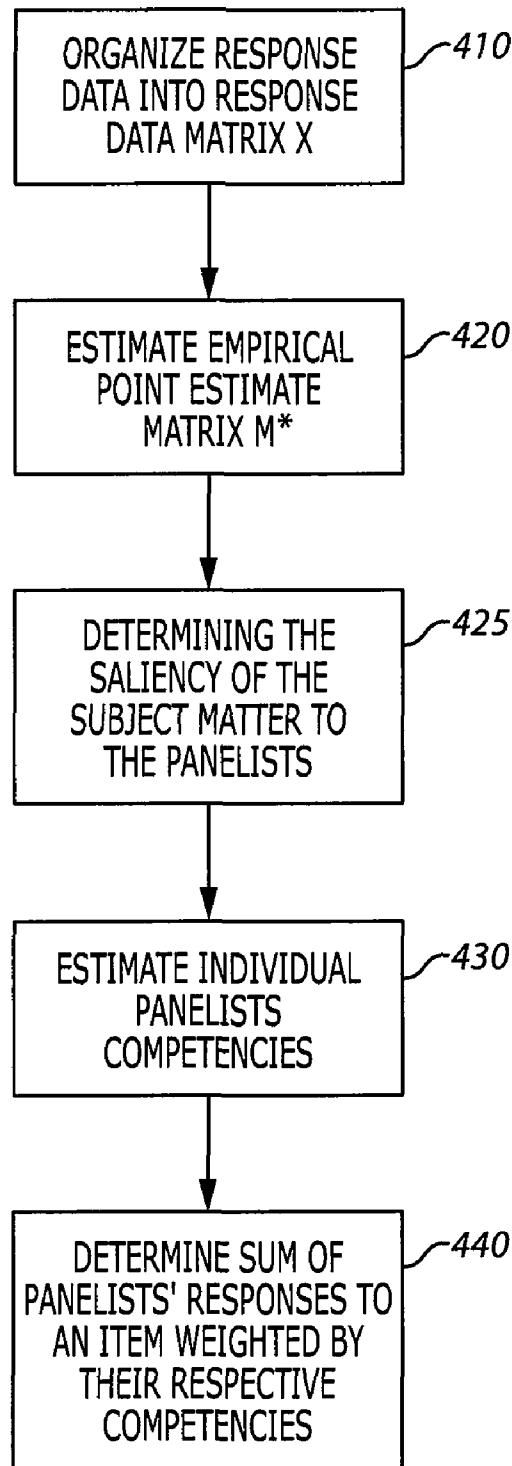 ORGANIZE RESPONSE
DATA INTO RESPONSE
DATA MATRIX X
410
ESTIMATE EMPIRICAL
POINT ESTIMATE
MATRIX M*
420
DETERMINING THE
SALIENCY OF THE
SUBJECT MATTER TO
THE PANELISTS
425
ESTIMATE INDIVIDUAL
PANELISTS
COMPETENCIES
430
DETERMINE SUM OF
PANELISTS' RESPONSES TO
AN ITEM WEIGHTED BY
THEIR RESPECTIVE
COMPETENCIES
440